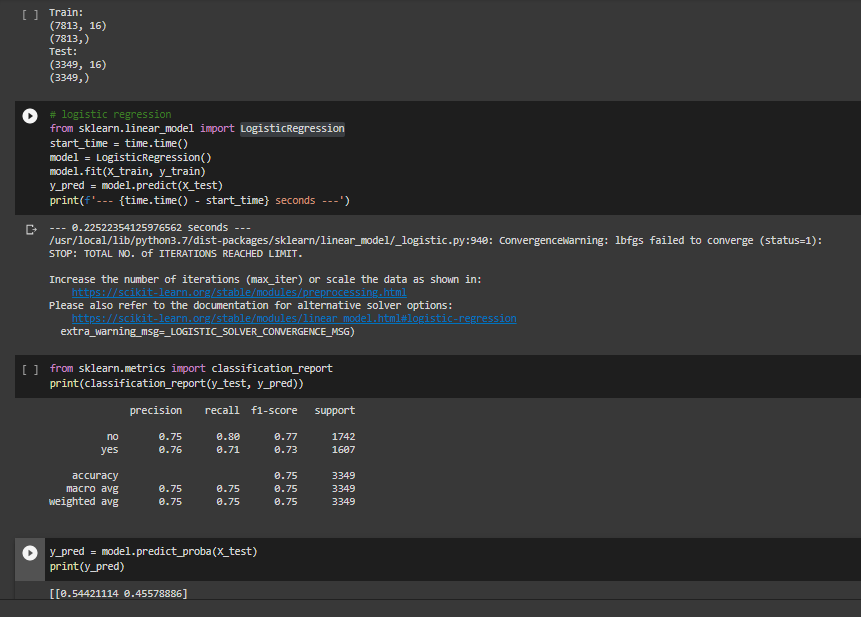 [ ] Train:
(7813, 16)
(7813,)
Test:
(3349, 16)
(3349,)
# logistic regression
from sklearn.linear_model import LogisticRegression
start_time = time.time()
model = LogisticRegression()
model.fit(X_train, y_train)
y_pred = model.predict(X_test)
print(f'--- {time.time() - start_time} seconds ---')
--- 0.22522354125976562 seconds ---
/usr/local/lib/python3.7/dist-packages/sklearn/linear_model/_logistic.py:940: ConvergenceWarning: lbfgs failed to converge (status=1):
STOP: TOTAL NO. of ITERATIONS REACHED LIMIT.
Increase the number of iterations (max_iter) or scale the data as shown in:
https://scikit-learn.org/stable/modules/preprocessing.html
Please also refer to the documentation for alternative solver options:
https://scikit-learn.org/stable/modules/linear_model.html#logistic-regression
extra_warning_msg=_LOGISTIC_SOLVER_CONVERGENCE_MSG)
[ ] from sklearn.metrics import classification_report
print(classification_report(y_test, y_pred))
precision recall f1-score support
no 0.75 0.80 0.77 1742
yes 0.76 0.71 0.73 1607
accuracy 0.75 3349
macro avg 0.75 0.75 0.75 3349
weighted avg 0.75 0.75 0.75 3349
y_pred = model.predict_proba(X_test)
print(y_pred)
[[0.54421114 0.45578886]